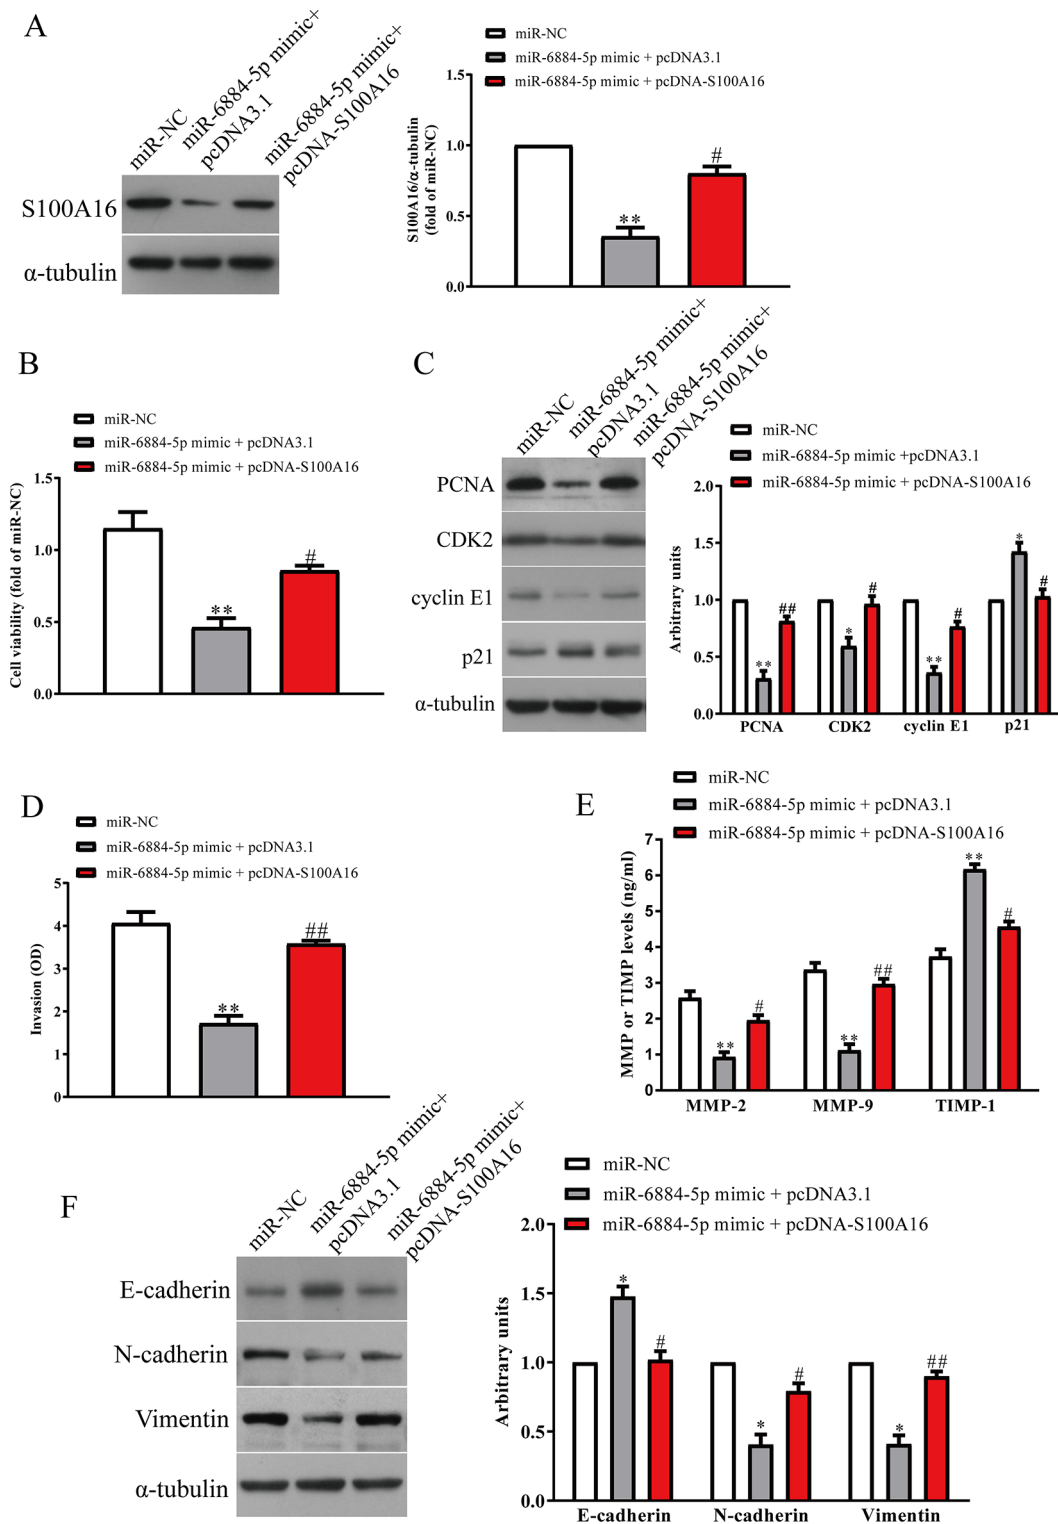 A
miR-NC
miR-6884-5p mimic+
pcDNA3.1
miR-6884-5p mimic+
pcDNA-S100A16
S100A16
α-tubulin
miR-NC
miR-6884-5p mimic + pcDNA3.1
miR-6884-5p mimic + pcDNA-S100A16
S100A16/α-tubulin
(fold of miR-NC)
1.5
1.0
0.5
0.0
**
#
B
miR-NC
miR-6884-5p mimic + pcDNA3.1
miR-6884-5p mimic + pcDNA-S100A16
Cell viability (fold of miR-NC)
1.5
1.0
0.5
0.0
**
#
C
miR-NC
miR-6884-5p mimic+
pcDNA3.1
miR-6884-5p mimic+
pcDNA-S100A16
PCNA
CDK2
cyclin E1
p21
α-tubulin
miR-NC
miR-6884-5p mimic +pcDNA3.1
miR-6884-5p mimic + pcDNA-S100A16
Arbitrary units
2.0
1.5
1.0
0.5
0.0
** ## * # ** # * #
PCNA CDK2 cyclin E1 p21
D
miR-NC
miR-6884-5p mimic + pcDNA3.1
miR-6884-5p mimic + pcDNA-S100A16
Invasion (OD)
5
4
3
2
1
0
**
##
E
miR-NC
miR-6884-5p mimic + pcDNA3.1
miR-6884-5p mimic + pcDNA-S100A16
MMP or TIMP levels (ng/ml)
7
6
5
4
3
2
1
0
** # ** ## ** #
MMP-2 MMP-9 TIMP-1
F
miR-NC
miR-6884-5p mimic+
pcDNA3.1
miR-6884-5p mimic+
pcDNA-S100A16
E-cadherin
N-cadherin
Vimentin
α-tubulin
miR-NC
miR-6884-5p mimic + pcDNA3.1
miR-6884-5p mimic + pcDNA-S100A16
Arbitrary units
2.0
1.5
1.0
0.5
0.0
* # * # * ##
E-cadherin N-cadherin Vimentin